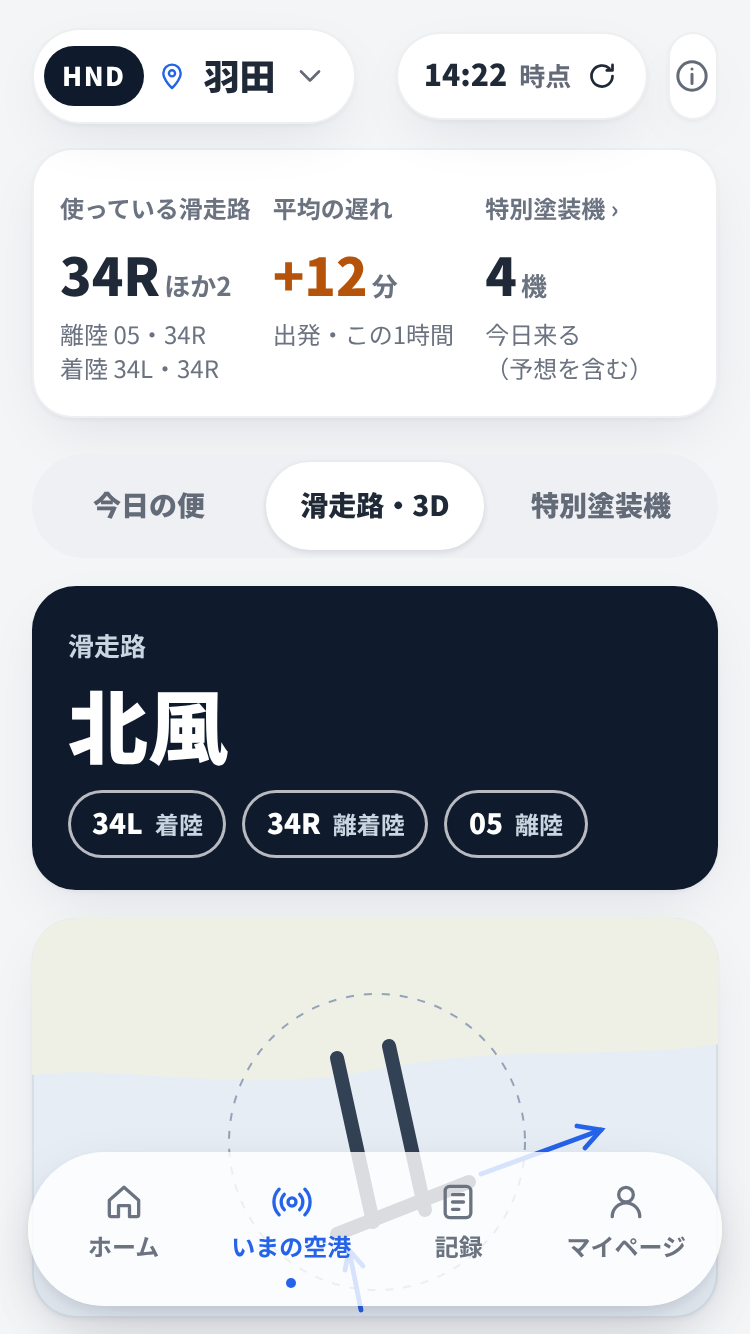 HND 羽田
14:22 時点
使っている滑走路
34R ほか2
離陸 05・34R
着陸 34L・34R
平均の遅れ
+12 分
出発・この1時間
特別塗装機 ›
4 機
今日来る
（予想を含む）
今日の便
滑走路・3D
特別塗装機
滑走路
北風
34L 着陸
34R 離着陸
05 離陸
ホーム
いまの空港
記録
マイページ